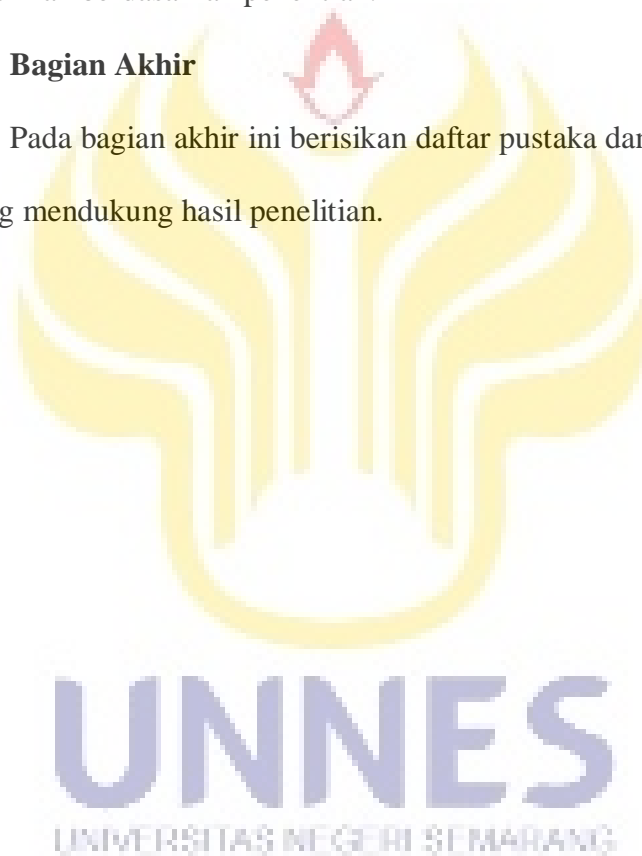 Bagian Akhir
Pada bagian akhir ini berisikan daftar pustaka dan
mendukung hasil penelitian.
UNNES
UNIVERSITAS NEGERI SEMARANG